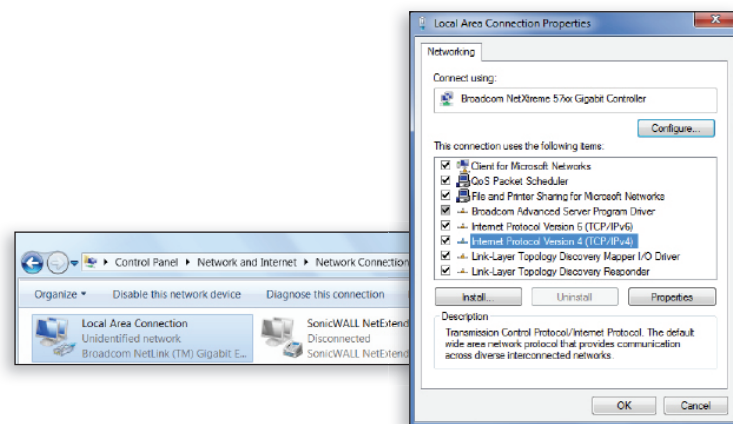 Control Panel Network and Internet Network Connection
Organize Disable this network device Diagnose this connection
Local Area Connection
Unidentified network
Broadcom NetLink (TM) Gigabit E...
SonicWALL NetExtend
Disconnected
SonicWALL NetExtend
Local Area Connection Properties
Networking
Connect using:
Broadcom NetXtreme 57xx Gigabit Controller
Configure...
This connection uses the following items:
Client for Microsoft Networks
QoS Packet Scheduler
File and Printer Sharing for Microsoft Networks
Broadcom Advanced Server Program Driver
Internet Protocol Version 6 (TCP/IPv6)
Internet Protocol Version 4 (TCP/IPv4)
Link-Layer Topology Discovery Mapper I/O Driver
Link-Layer Topology Discovery Responder
Install... Uninstall Properties
Description
Transmission Control Protocol/Internet Protocol. The default
wide area network protocol that provides communication
across diverse interconnected networks.
OK Cancel